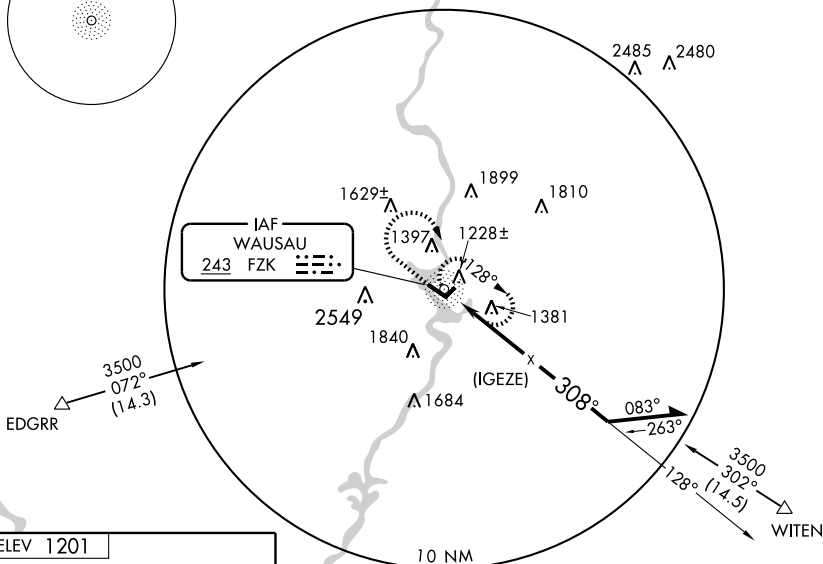 2485
2480
1899
1629±
1810
IAF
WAUSAU
243 FZK
1397
1228±
128°
2549
1381
1840
(IGEZE)
308°
3500
072°
(14.3)
EDGRR
1684
083°
263°
3500
302°
(14.5)
128°
WITEN
ELEV 1201
10 NM